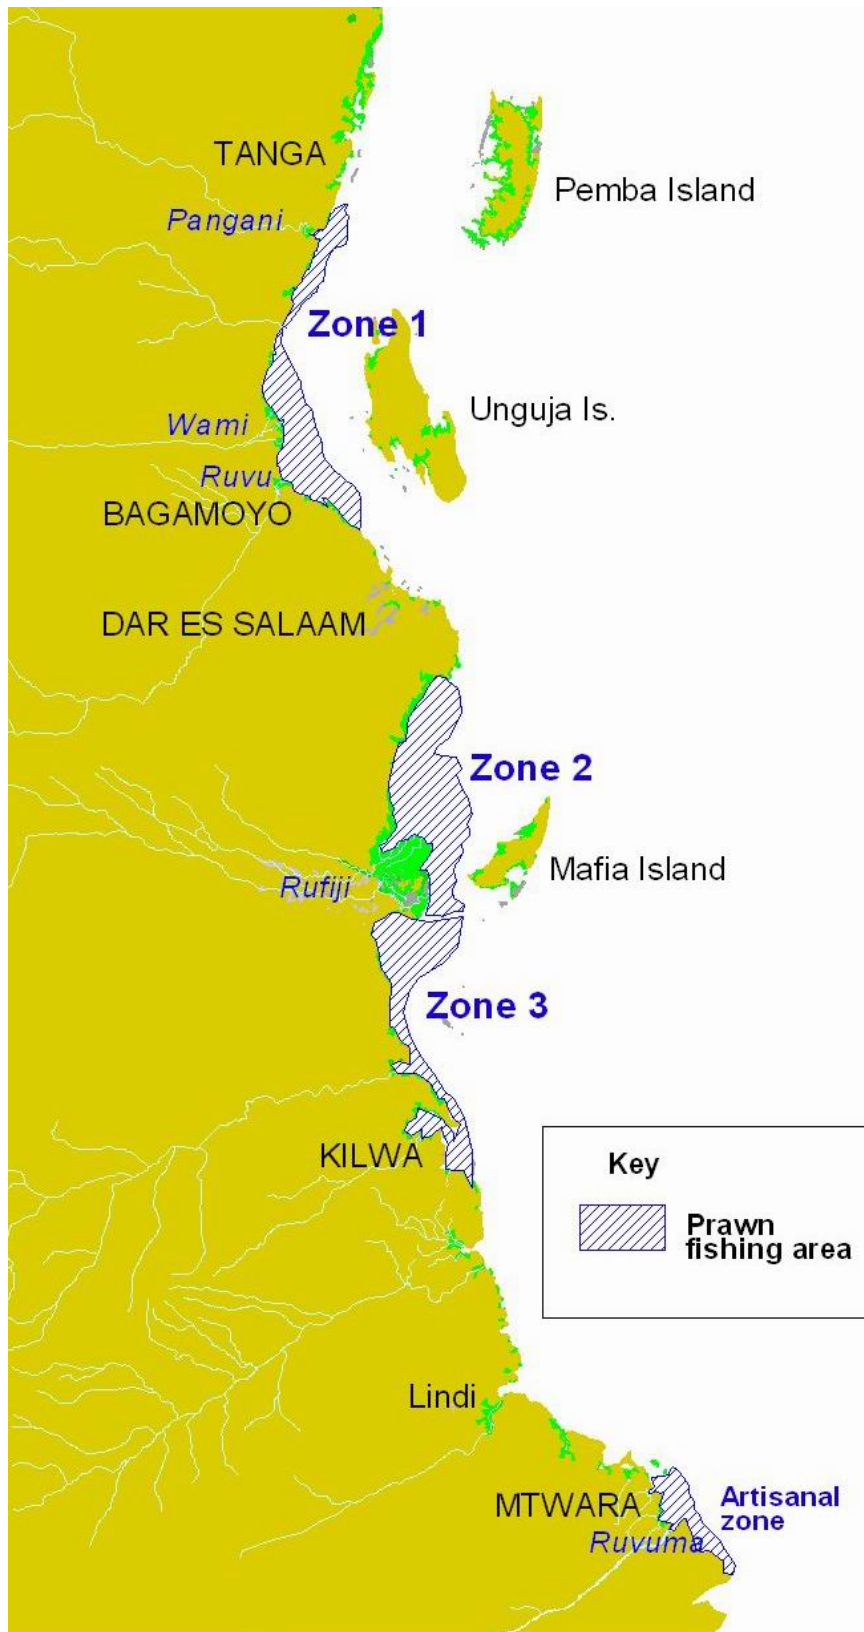 TANGA
Pemba Island
Pangani
Zone 1
Unguja Is.
Wami
Ruvu
BAGAMOYO
DAR ES SALAAM
Zone 2
Mafia Island
Rufiji
Zone 3
KILWA
Key
Prawn
fishing area
Lindi
MTWARA
Artisanal
zone
Ruvuma